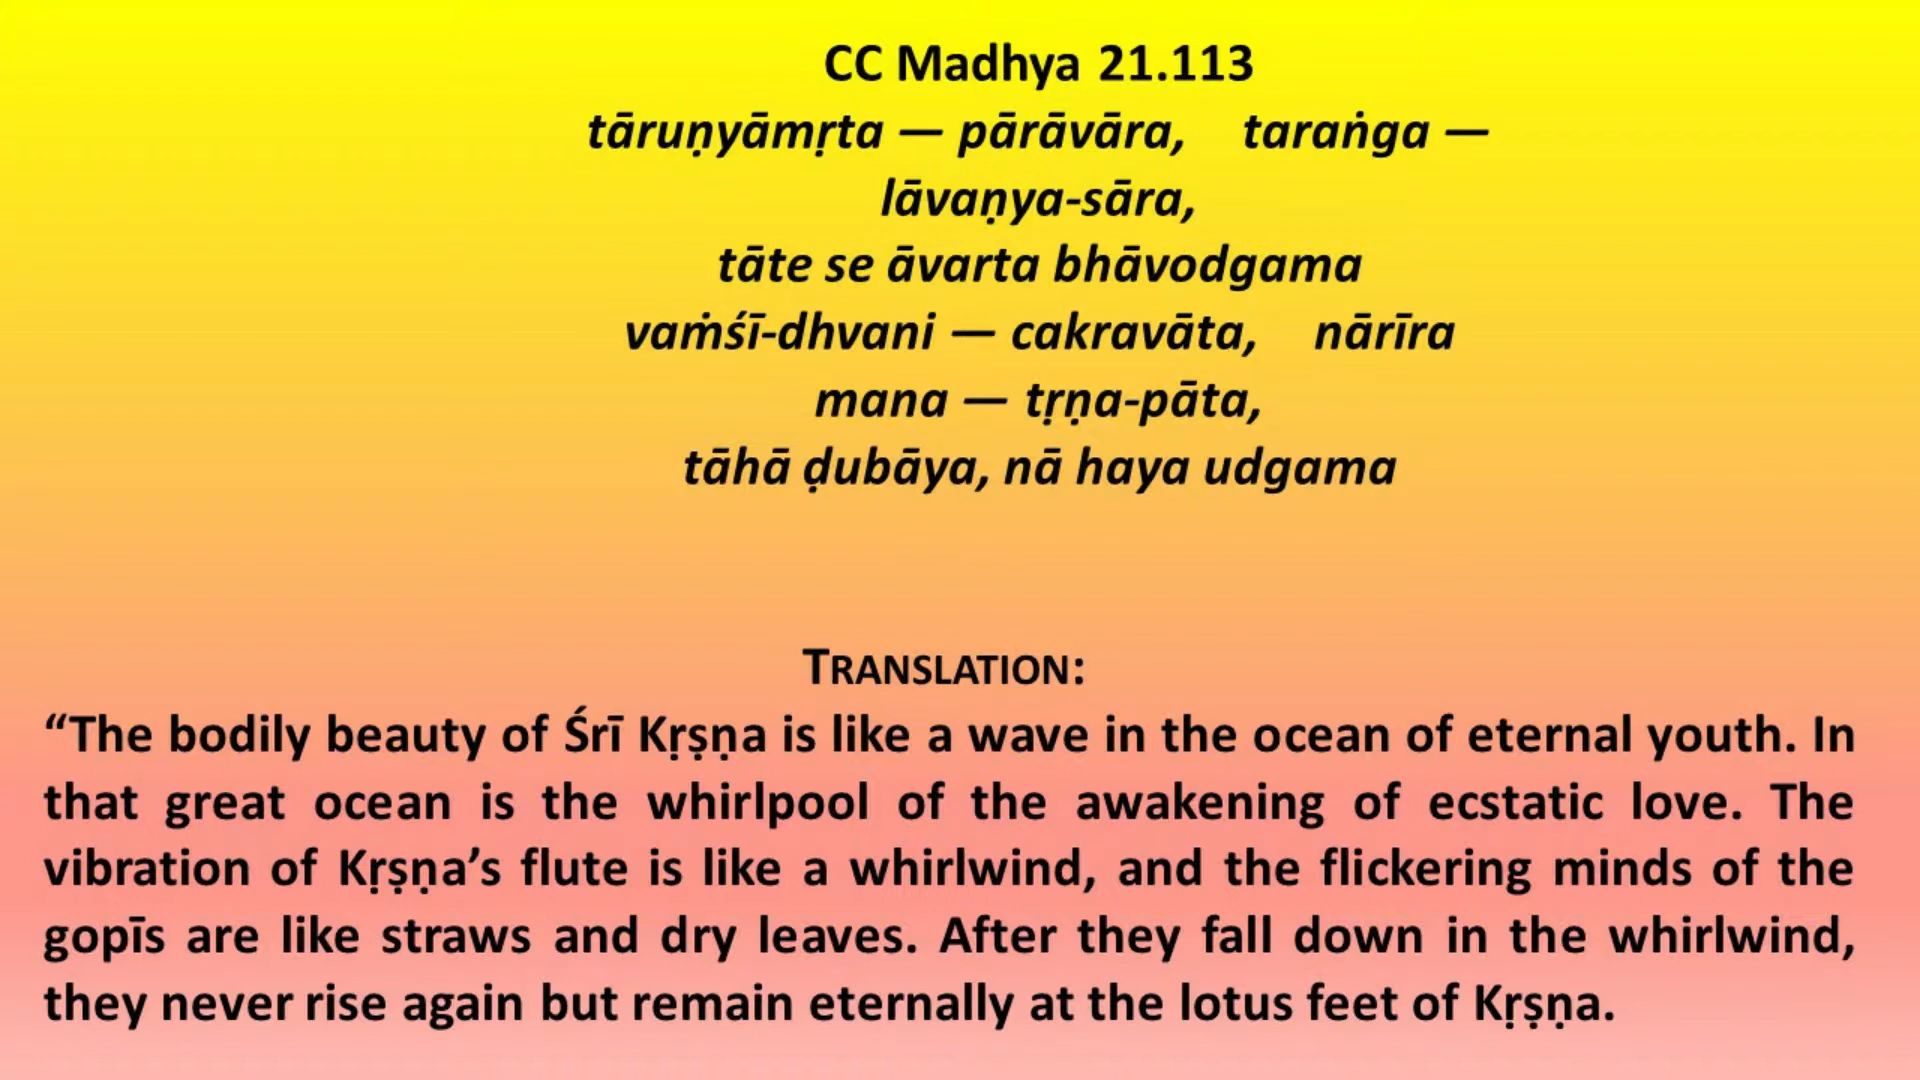 CC Madhya 21.113
tāruṇyāmṛta — pārāvāra, taraṅga —
lāvaṇya-sāra,
tāte se āvarta bhāvodgama
vaṁśī-dhvani — cakravāta, nārīra
mana — tṛṇa-pāta,
tāhā ḍubāya, nā haya udgama
TRANSLATION:
“The bodily beauty of Śrī Kṛṣṇa is like a wave in the ocean of eternal youth. In
that great ocean is the whirlpool of the awakening of ecstatic love. The
vibration of Kṛṣṇa’s flute is like a whirlwind, and the flickering minds of the
gopīs are like straws and dry leaves. After they fall down in the whirlwind,
they never rise again but remain eternally at the lotus feet of Kṛṣṇa.